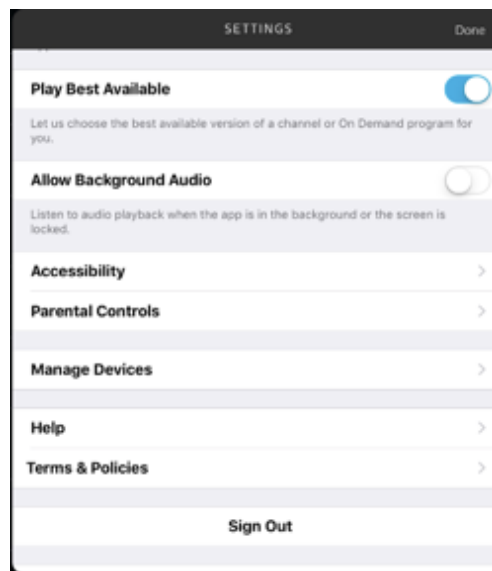 SETTINGS
Done
Play Best Available
Let us choose the best available version of a channel or On Demand program for
you.
Allow Background Audio
Listen to audio playback when the app is in the background or the screen is
locked.
Accessibility
Parental Controls
Manage Devices
Help
Terms & Policies
Sign Out